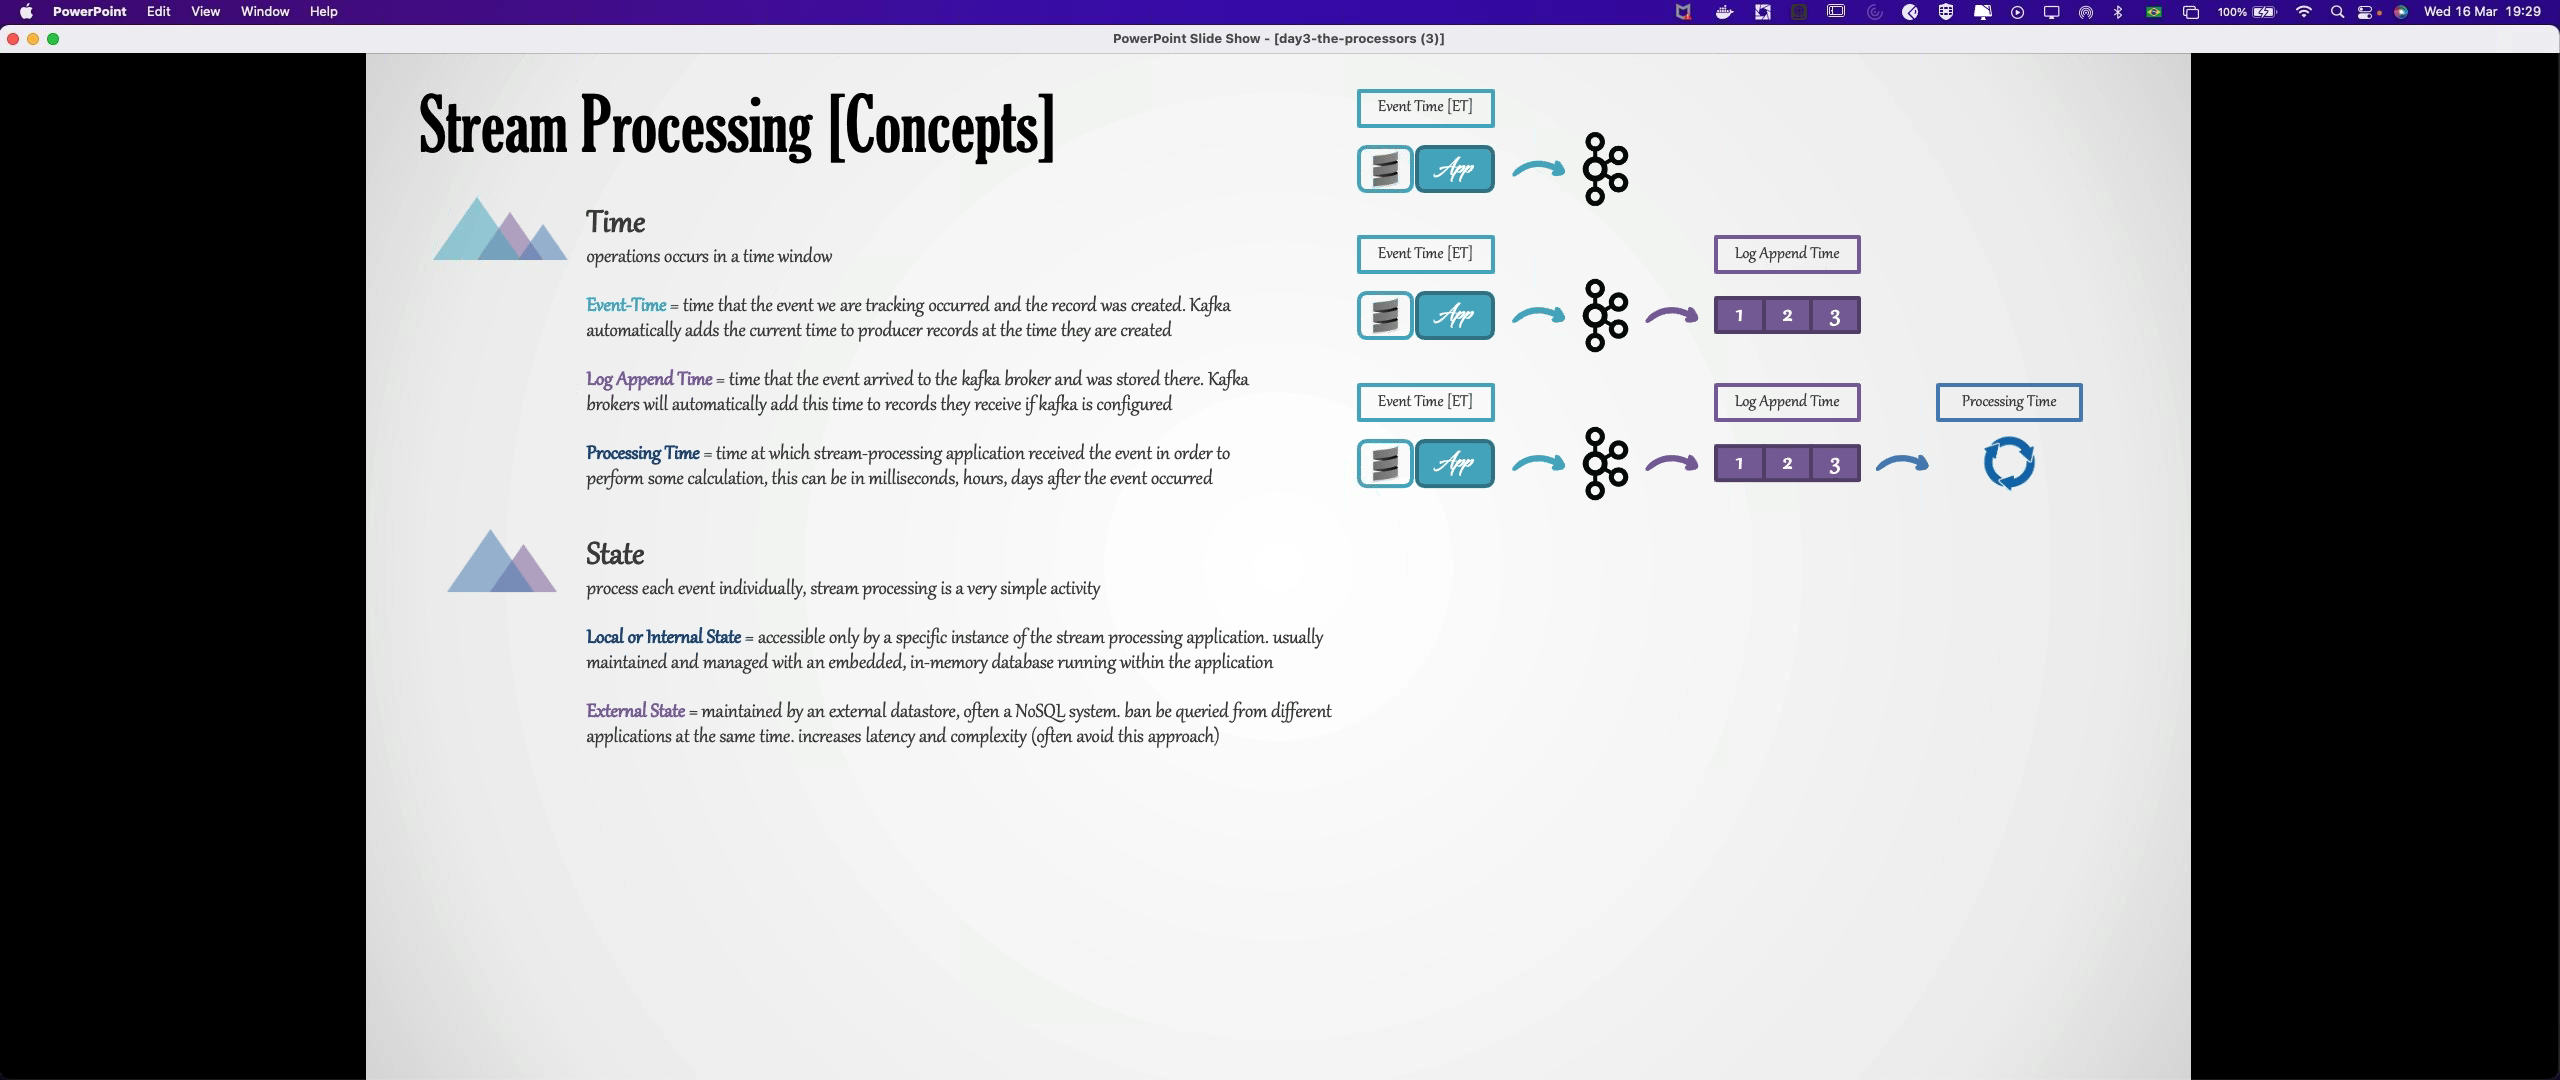 PowerPoint Edit View Window Help
100%
Wed 16 Mar 19:29
PowerPoint Slide Show - [day3-the-processors (3)]
Stream Processing [Concepts]
Time
operations occurs in a time window
Event-Time = time that the event we are tracking occurred and the record was created. Kafka
automatically adds the current time to producer records at the time they are created
Log Append Time = time that the event arrived to the kafka broker and was stored there. Kafka
brokers will automatically add this time to records they receive if kafka is configured
Processing Time = time at which stream-processing application received the event in order to
perform some calculation, this can be in milliseconds, hours, days after the event occurred
State
process each event individually, stream processing is a very simple activity
Local or Internal State = accessible only by a specific instance of the stream processing application. usually
maintained and managed with an embedded, in-memory database running within the application
External State = maintained by an external datastore, often a NoSQL system. ban be queried from different
applications at the same time. increases latency and complexity (often avoid this approach)
Event Time [ET]
App
Event Time [ET]
Log Append Time
App
1 2 3
Event Time [ET]
Log Append Time
Processing Time
App
1 2 3